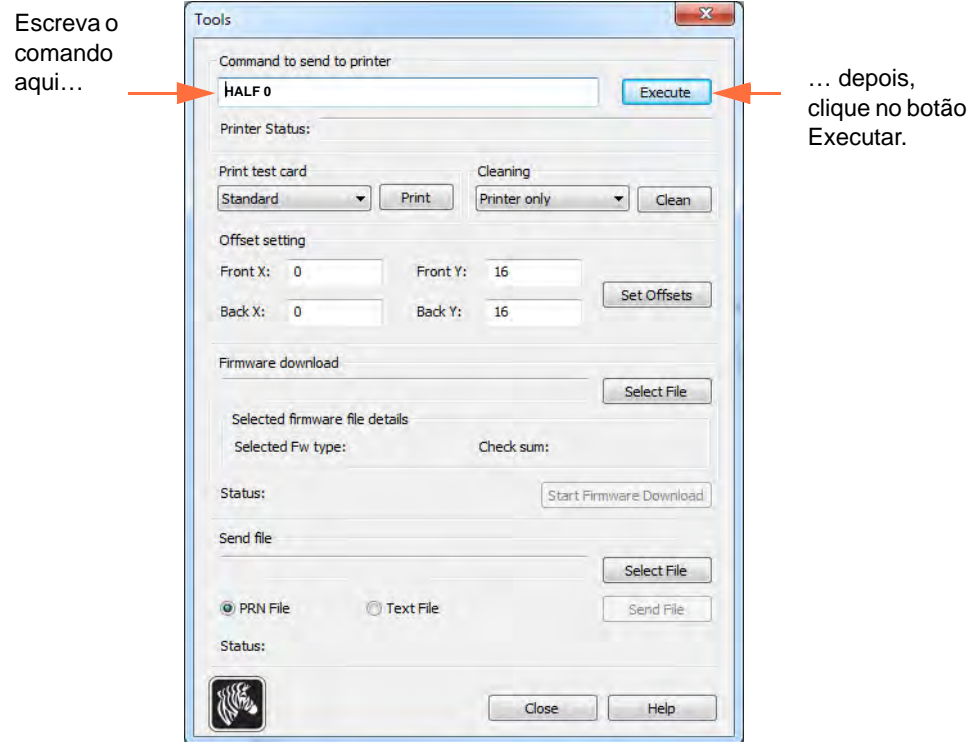 Escreva o
comando
aqui…
… depois,
clique no botão
Executar.
Tools
Command to send to printer
HALF 0
Execute
Printer Status:
Print test card
Standard
Print
Cleaning
Printer only
Clean
Offset setting
Front X: 0 Front Y: 16
Back X: 0 Back Y: 16
Set Offsets
Firmware download
Select File
Selected firmware file details
Selected Fw type: Check sum:
Status:
Start Firmware Download
Send file
Select File
PRN File Text File
Send File
Status:
Close Help